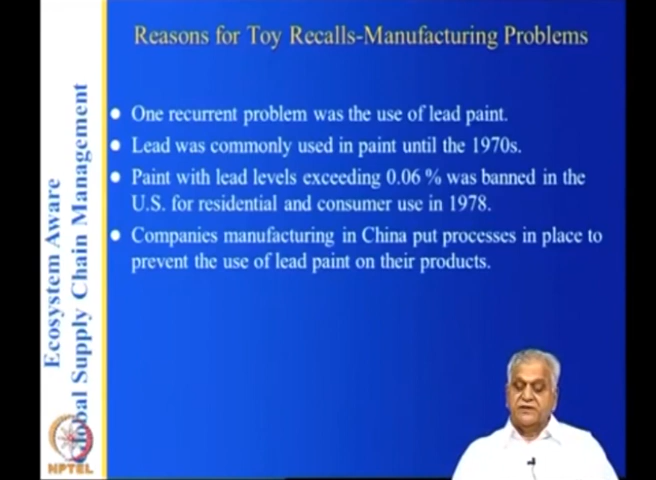 Reasons for Toy Recalls-Manufacturing Problems
One recurrent problem was the use of lead paint.
Lead was commonly used in paint until the 1970s.
Paint with lead levels exceeding 0.06 % was banned in the
U.S. for residential and consumer use in 1978.
Companies manufacturing in China put processes in place to
prevent the use of lead paint on their products.
Ecosystem Aware
Global Supply Chain Management
NPTEL